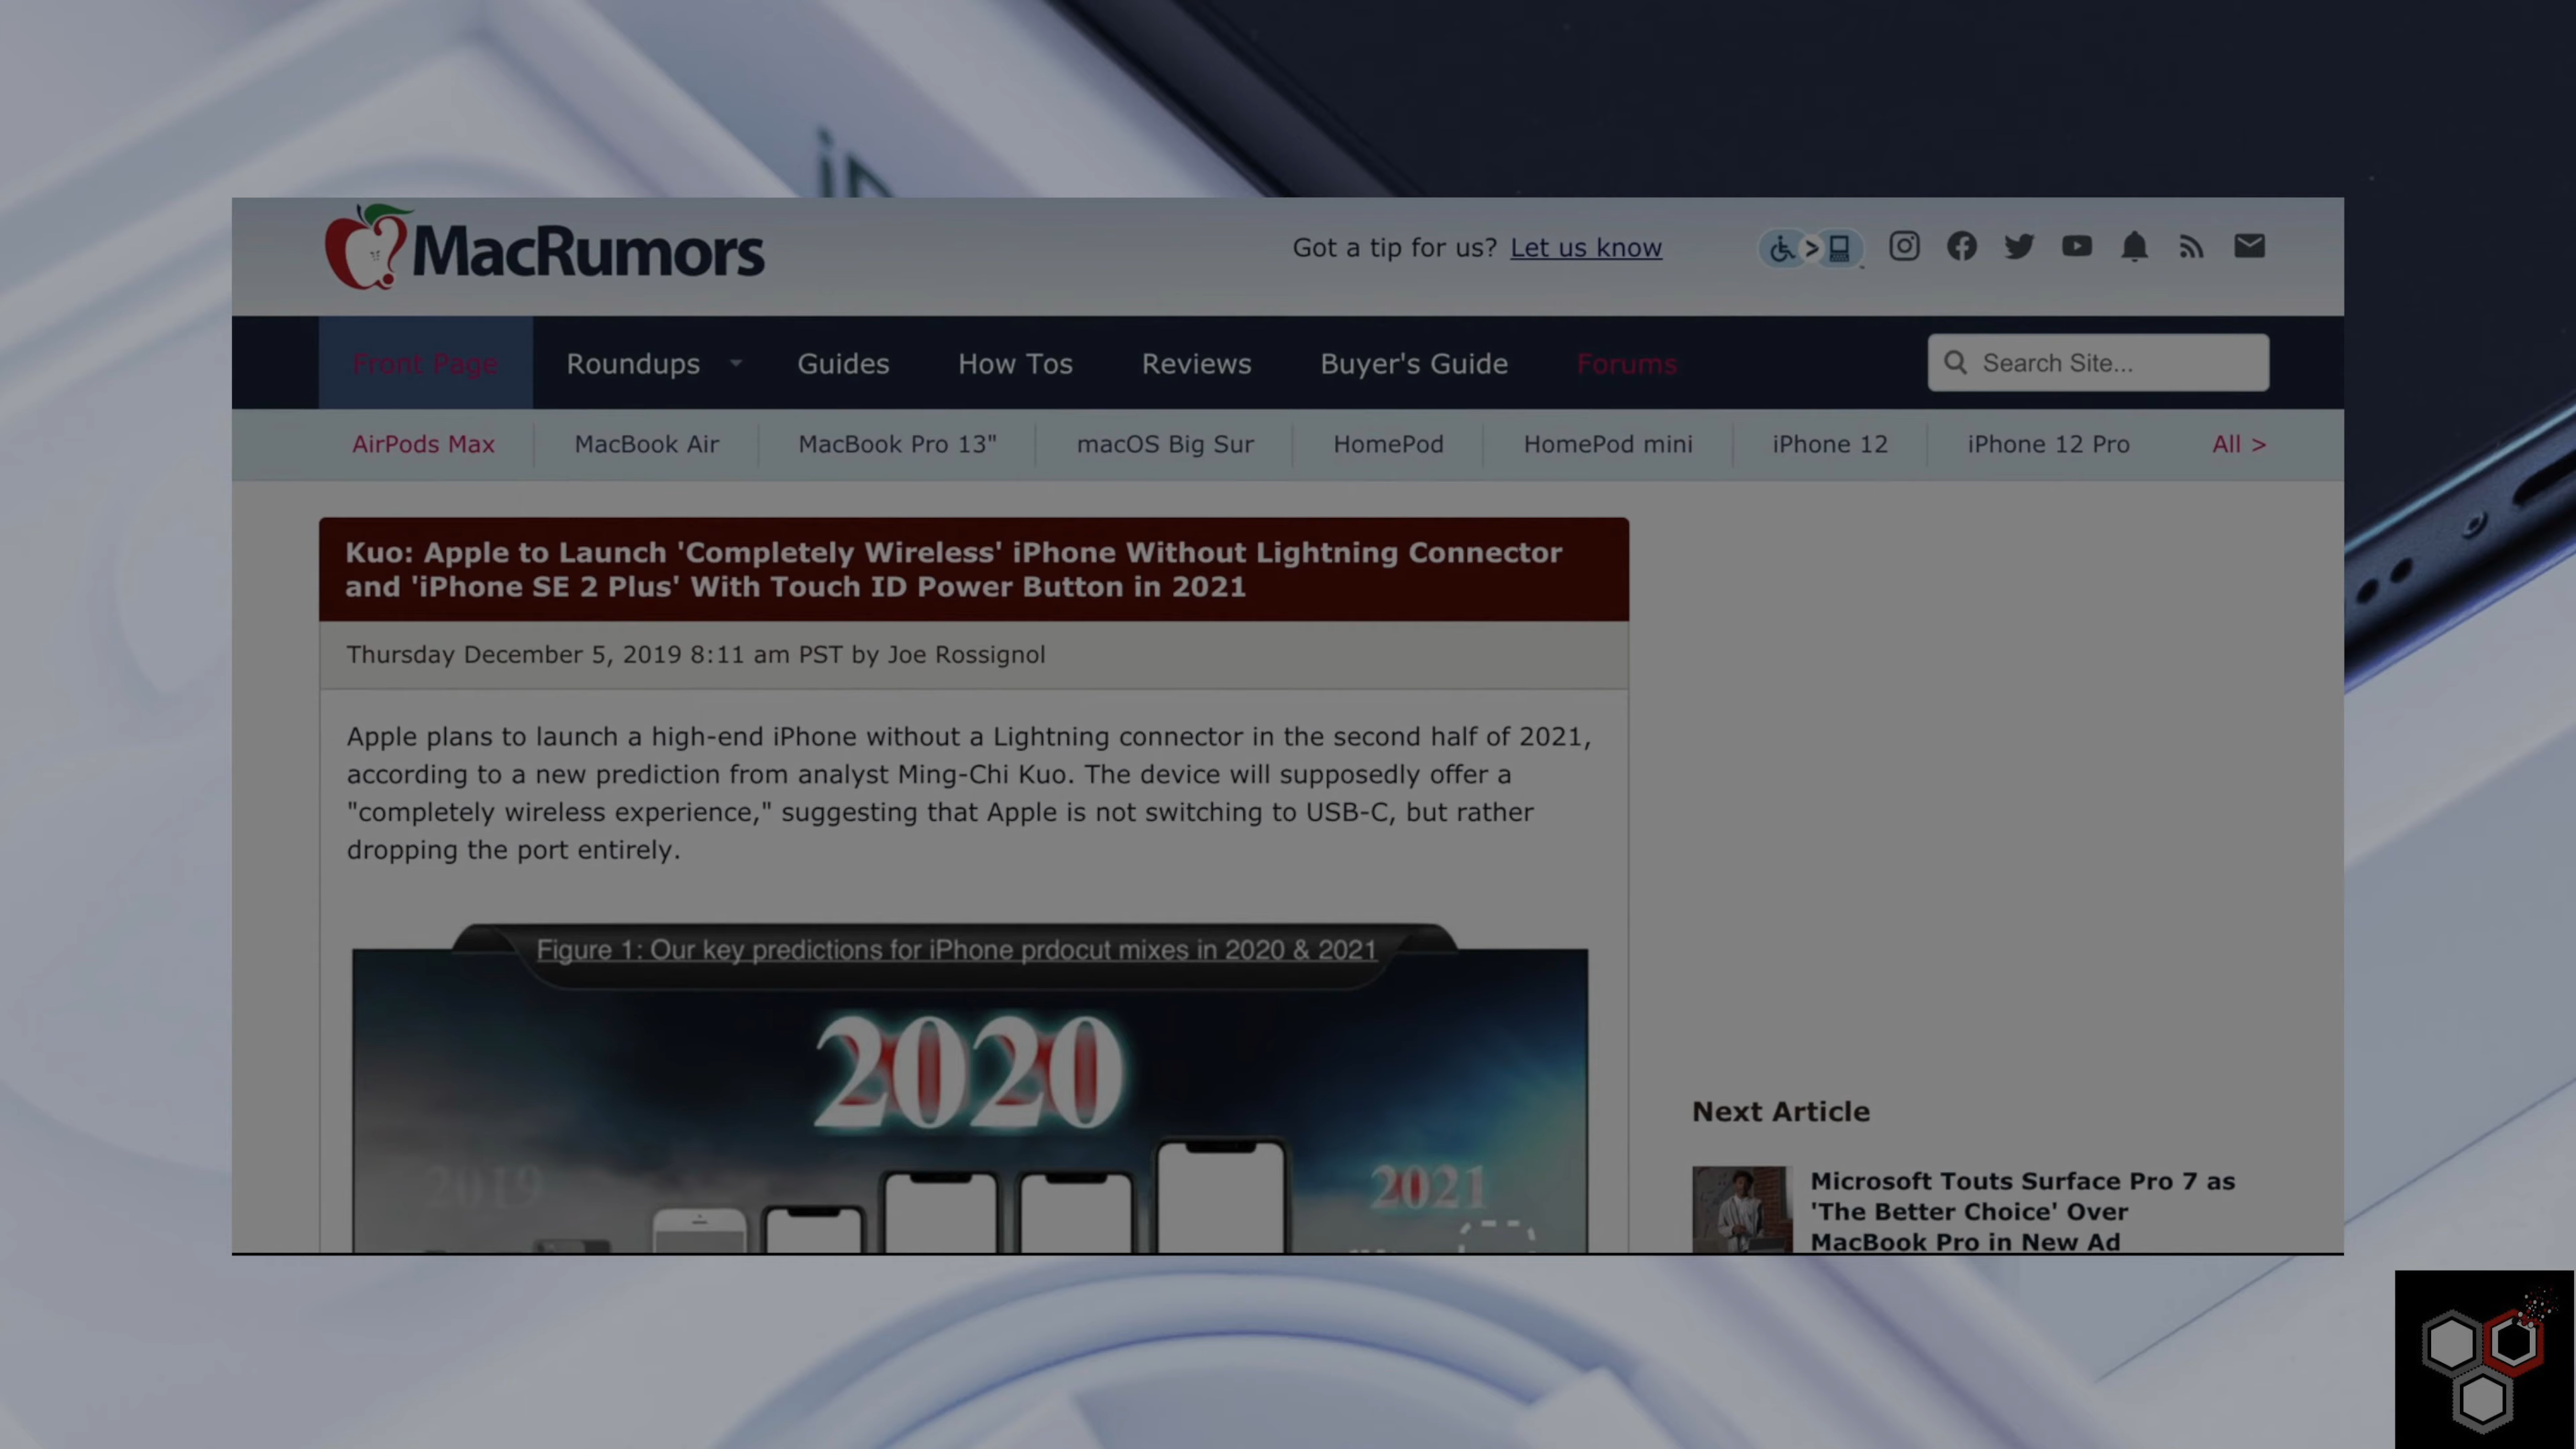 MacRumors
Got a tip for us? Let us know
Front Page Roundups Guides How Tos Reviews Buyer's Guide Forums Search Site...
AirPods Max MacBook Air MacBook Pro 13" macOS Big Sur HomePod HomePod mini iPhone 12 iPhone 12 Pro All >
Kuo: Apple to Launch 'Completely Wireless' iPhone Without Lightning Connector
and 'iPhone SE 2 Plus' With Touch ID Power Button in 2021
Thursday December 5, 2019 8:11 am PST by Joe Rossignol
Apple plans to launch a high-end iPhone without a Lightning connector in the second half of 2021,
according to a new prediction from analyst Ming-Chi Kuo. The device will supposedly offer a
"completely wireless experience," suggesting that Apple is not switching to USB-C, but rather
dropping the port entirely.
Figure 1: Our key predictions for iPhone prdocut mixes in 2020 & 2021
2020
2019
2021
Next Article
Microsoft Touts Surface Pro 7 as
'The Better Choice' Over
MacBook Pro in New Ad